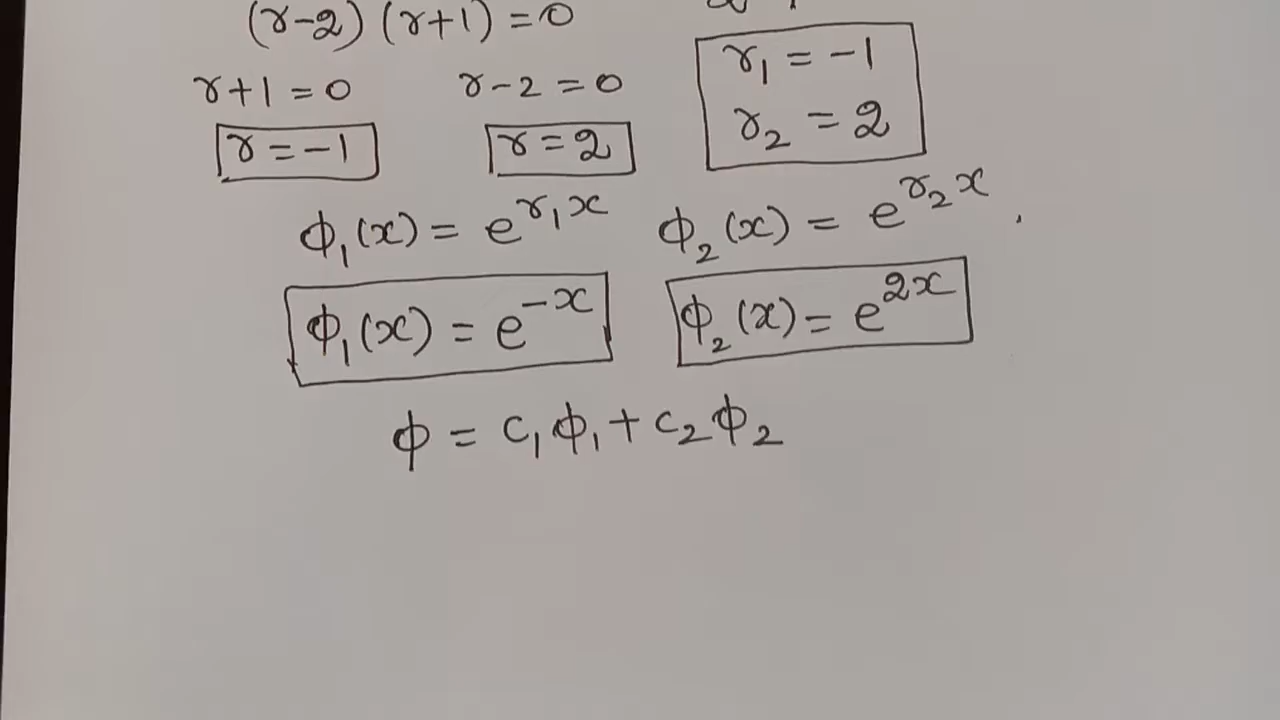 (r-2) (r+1) = 0
r+1 = 0 r-2 = 0
r₁ = -1
r₂ = 2
r = -1 r = 2
ϕ₁(x) = e^{r₁x} ϕ₂(x) = e^{r₂x} .
ϕ₁(x) = e^{-x} ϕ₂(x) = e^{2x}
ϕ = c₁ϕ₁ + c₂ϕ₂